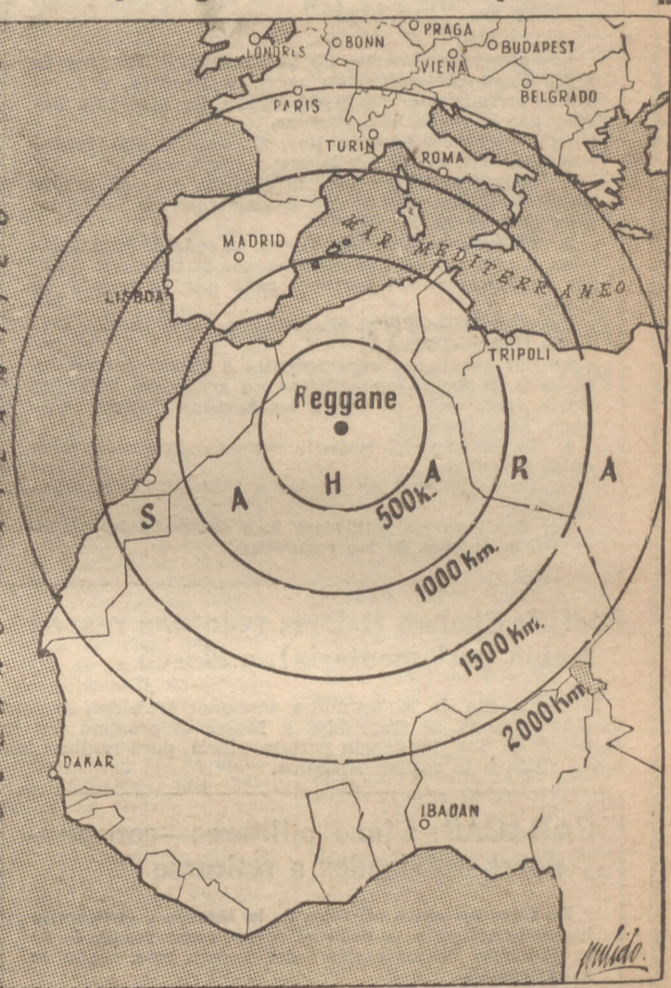 PRAGA
LONDRES
BONN
BUDAPEST
VIENA
BELGRADO
PARIS
TURIN
ROMA
MADRID
MAR MEDITERRANEO
LISBOA
TRIPOLI
Reggane
S A H A R A
500K.
1000 Km.
1500 Km.
2000 Km.
DAKAR
IBADAN
pulido.